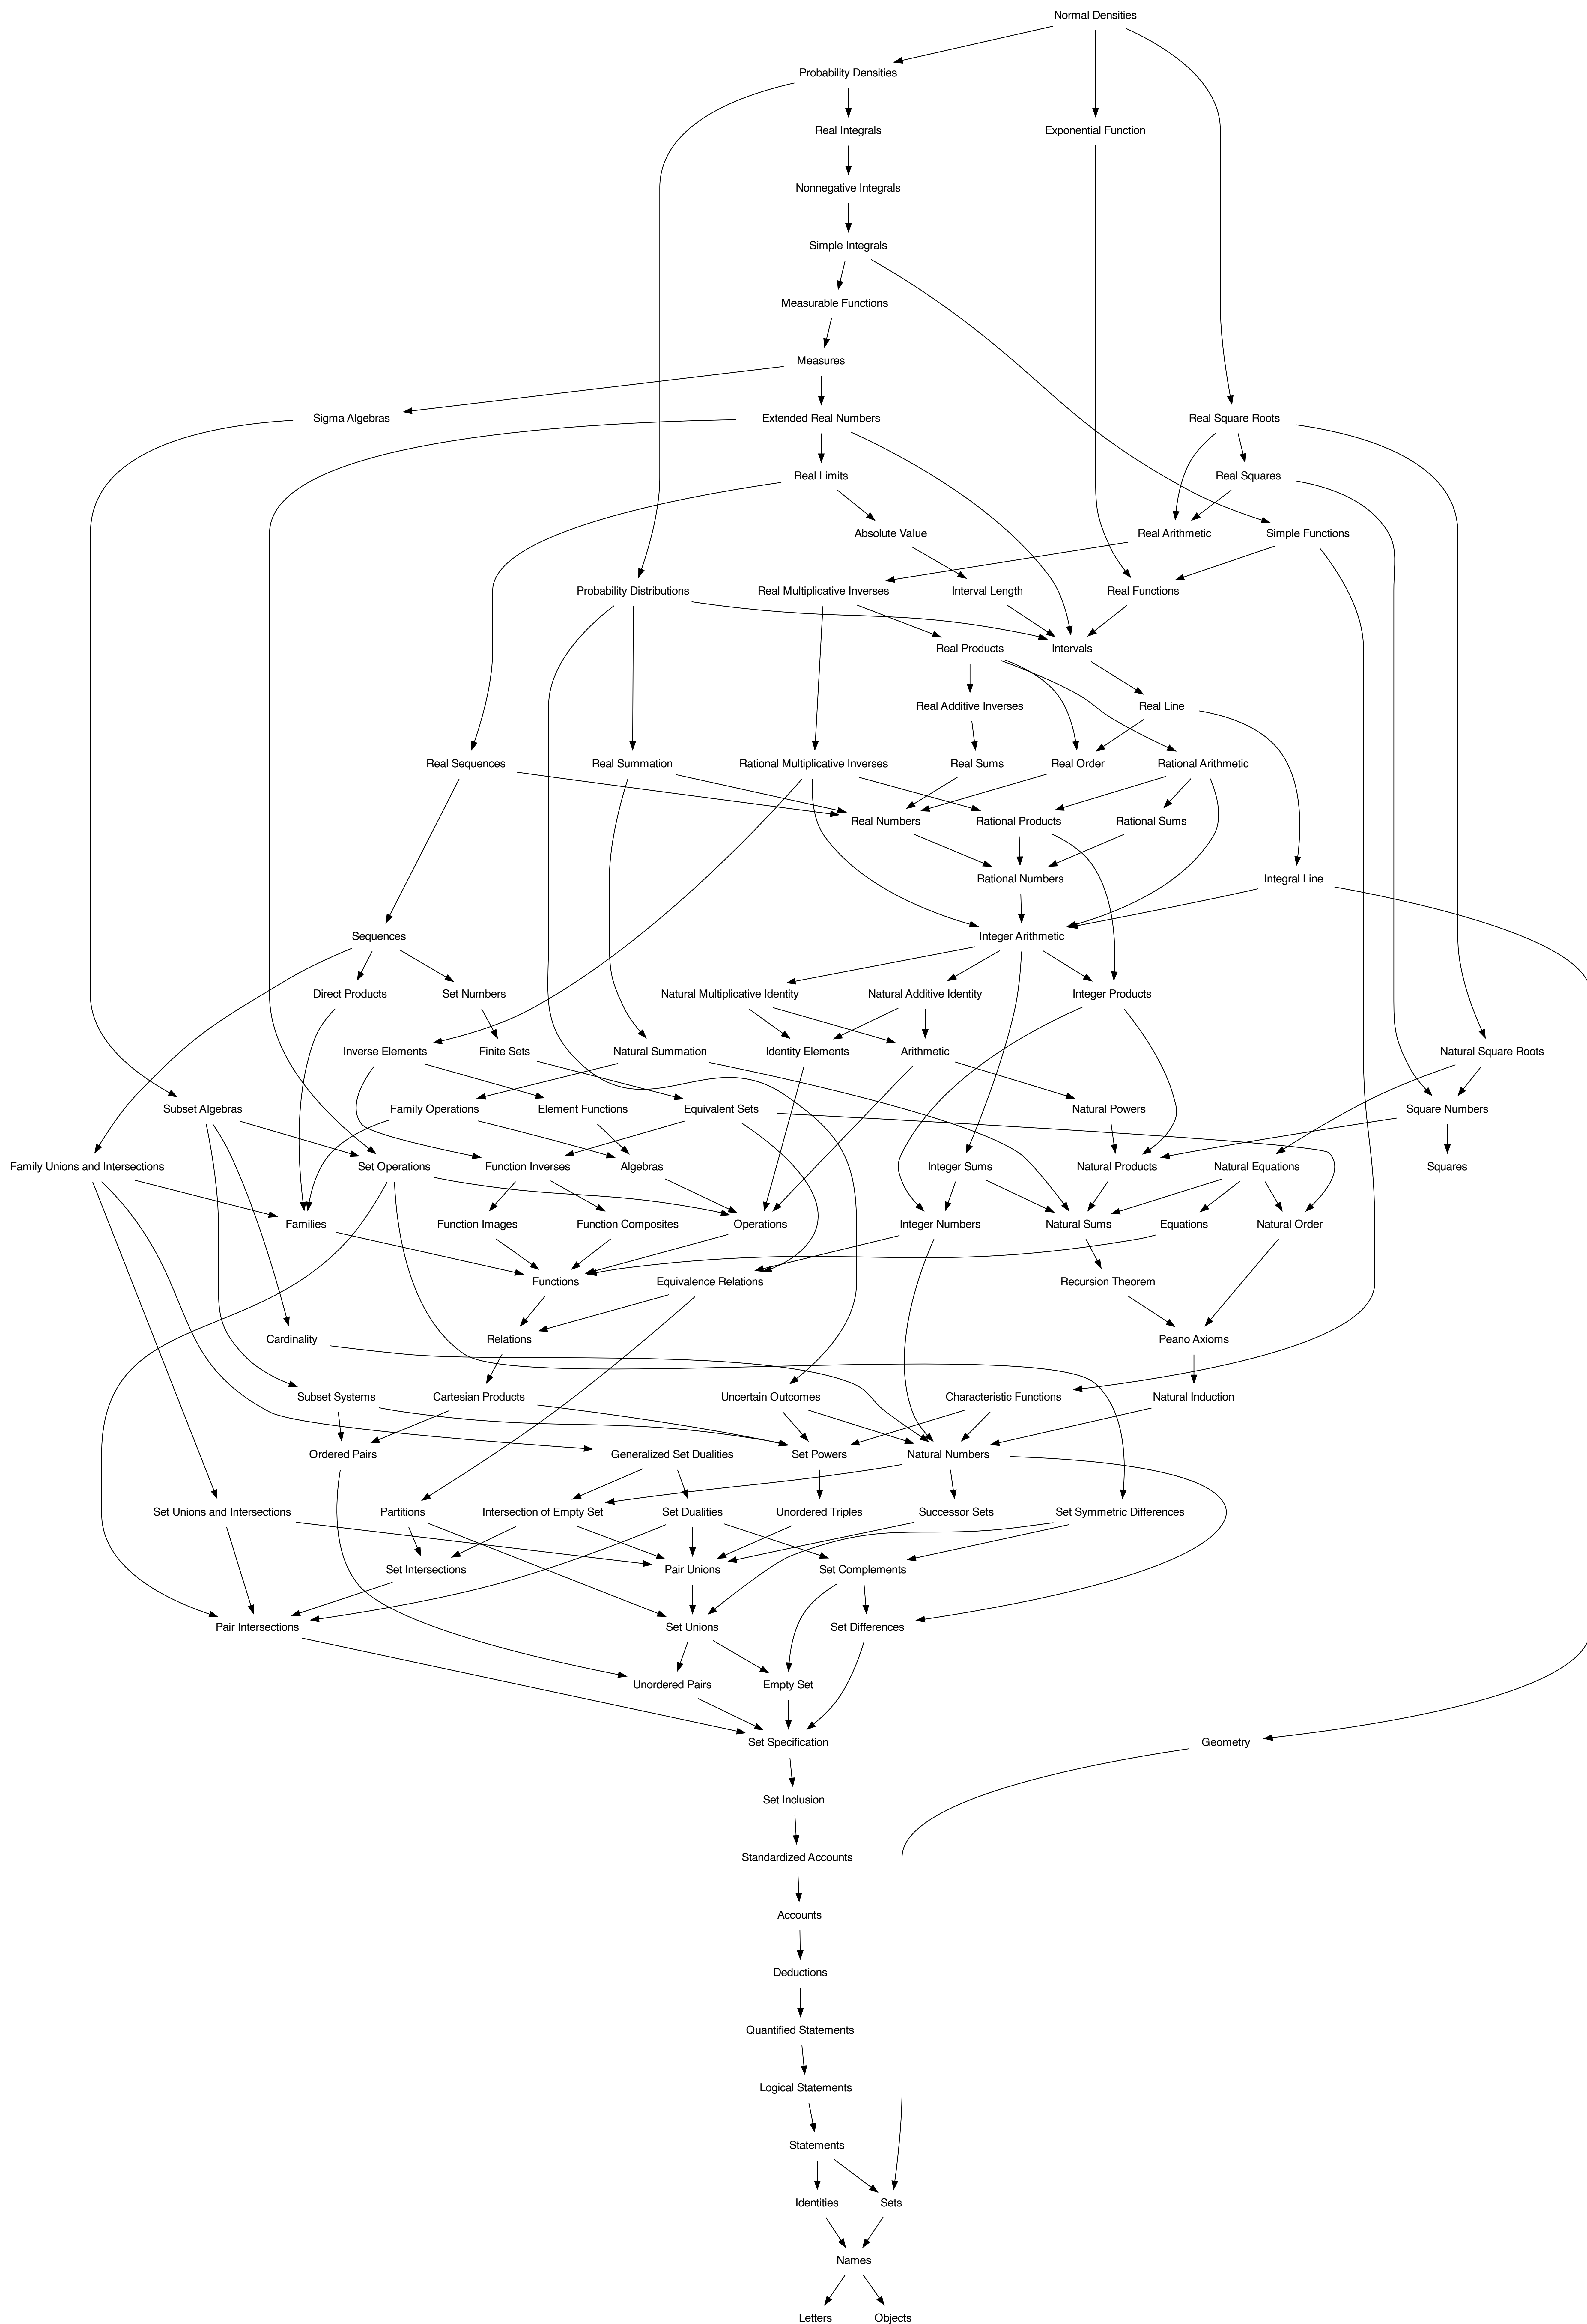 Normal Densities
Probability Densities
Real Integrals
Exponential Function
Nonnegative Integrals
Simple Integrals
Measurable Functions
Measures
Sigma Algebras
Extended Real Numbers
Real Square Roots
Real Limits
Real Squares
Absolute Value
Real Arithmetic
Simple Functions
Probability Distributions
Real Multiplicative Inverses
Interval Length
Real Functions
Real Products
Intervals
Real Additive Inverses
Real Line
Real Sequences
Real Summation
Rational Multiplicative Inverses
Real Sums
Real Order
Rational Arithmetic
Real Numbers
Rational Products
Rational Sums
Rational Numbers
Integral Line
Sequences
Integer Arithmetic
Direct Products
Set Numbers
Natural Multiplicative Identity
Natural Additive Identity
Integer Products
Inverse Elements
Finite Sets
Natural Summation
Identity Elements
Arithmetic
Natural Square Roots
Subset Algebras
Family Operations
Element Functions
Equivalent Sets
Natural Powers
Square Numbers
Family Unions and Intersections
Set Operations
Function Inverses
Algebras
Integer Sums
Natural Products
Natural Equations
Squares
Families
Function Images
Function Composites
Operations
Integer Numbers
Natural Sums
Equations
Natural Order
Functions
Equivalence Relations
Recursion Theorem
Cardinality
Relations
Peano Axioms
Subset Systems
Cartesian Products
Uncertain Outcomes
Characteristic Functions
Natural Induction
Ordered Pairs
Generalized Set Dualities
Set Powers
Natural Numbers
Set Unions and Intersections
Partitions
Intersection of Empty Set
Set Dualities
Unordered Triples
Successor Sets
Set Symmetric Differences
Set Intersections
Pair Unions
Set Complements
Pair Intersections
Set Unions
Set Differences
Unordered Pairs
Empty Set
Set Specification
Geometry
Set Inclusion
Standardized Accounts
Accounts
Deductions
Quantified Statements
Logical Statements
Statements
Identities
Sets
Names
Letters
Objects